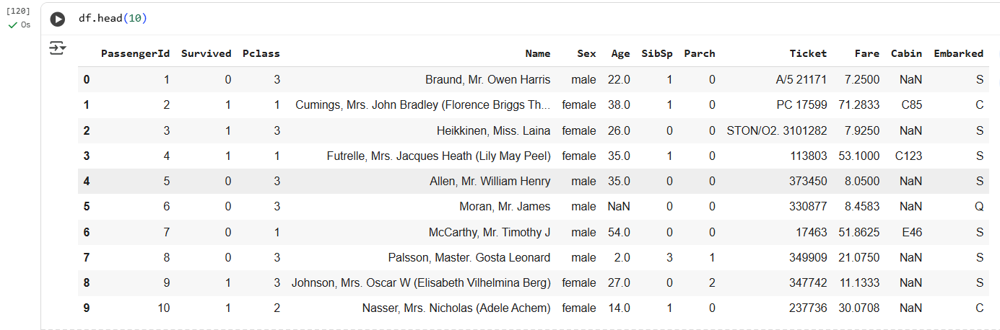 [120]
0s
df.head(10)
PassengerId Survived Pclass Name Sex Age SibSp Parch Ticket Fare Cabin Embarked
0 1 0 3 Braund, Mr. Owen Harris male 22.0 1 0 A/5 21171 7.2500 NaN S
1 2 1 1 Cumings, Mrs. John Bradley (Florence Briggs Th... female 38.0 1 0 PC 17599 71.2833 C85 C
2 3 1 3 Heikkinen, Miss. Laina female 26.0 0 0 STON/O2. 3101282 7.9250 NaN S
3 4 1 1 Futrelle, Mrs. Jacques Heath (Lily May Peel) female 35.0 1 0 113803 53.1000 C123 S
4 5 0 3 Allen, Mr. William Henry male 35.0 0 0 373450 8.0500 NaN S
5 6 0 3 Moran, Mr. James male NaN 0 0 330877 8.4583 NaN Q
6 7 0 1 McCarthy, Mr. Timothy J male 54.0 0 0 17463 51.8625 E46 S
7 8 0 3 Palsson, Master. Gosta Leonard male 2.0 3 1 349909 21.0750 NaN S
8 9 1 3 Johnson, Mrs. Oscar W (Elisabeth Vilhelmina Berg) female 27.0 0 2 347742 11.1333 NaN S
9 10 1 2 Nasser, Mrs. Nicholas (Adele Achem) female 14.0 1 0 237736 30.0708 NaN C